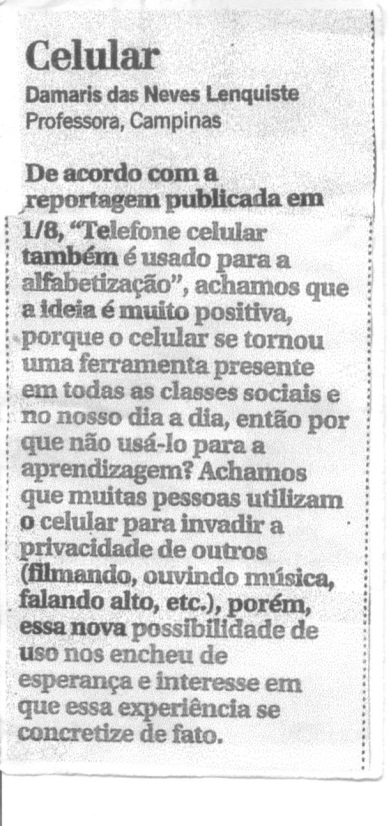 Celular
Damaris das Neves Lenquiste
Professora, Campinas
De acordo com a
reportagem publicada em
1/8, “Telefone celular
também é usado para a
alfabetização”, achamos que
a ideia é muito positiva,
porque o celular se tornou
uma ferramenta presente
em todas as classes sociais e
no nosso dia a dia, então por
que não usá-lo para a
aprendizagem? Achamos
que muitas pessoas utilizam
o celular para invadir a
privacidade de outros
(filmando, ouvindo música,
falando alto, etc.), porém,
essa nova possibilidade de
uso nos encheu de
esperança e interesse em
que essa experiência se
concretize de fato.